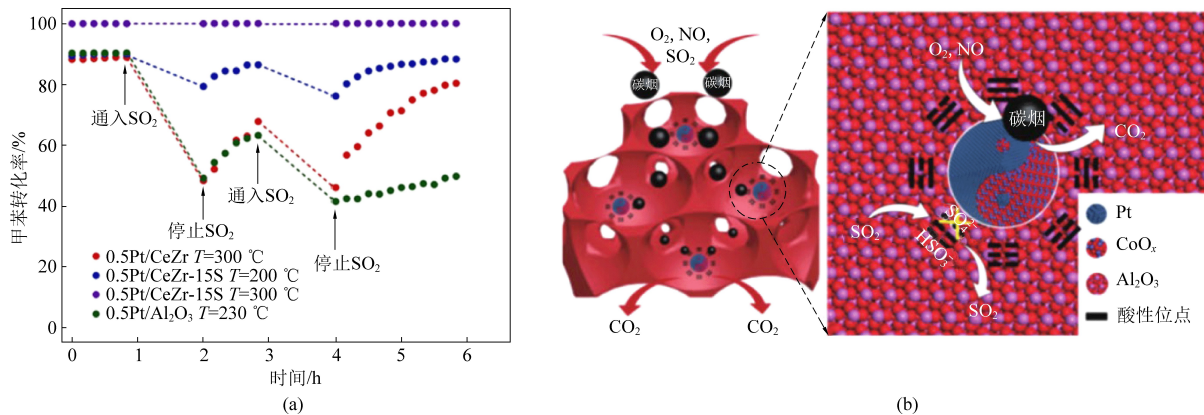 100
80
60
40
20
0
甲苯转化率/%
通入SO₂
停止SO₂
通入SO₂
停止SO₂
0.5Pt/CeZr T=300 ℃
0.5Pt/CeZr-15S T=200 ℃
0.5Pt/CeZr-15S T=300 ℃
0.5Pt/Al₂O₃ T=230 ℃
0 1 2 3 4 5 6
时间/h
(a)
O₂, NO,
SO₂
碳烟
碳烟
CO₂
CO₂
O₂, NO
碳烟
CO₂
SO₂
SO₄²⁻
HSO₃⁻
SO₂
Pt
CoOₓ
Al₂O₃
酸性位点
(b)